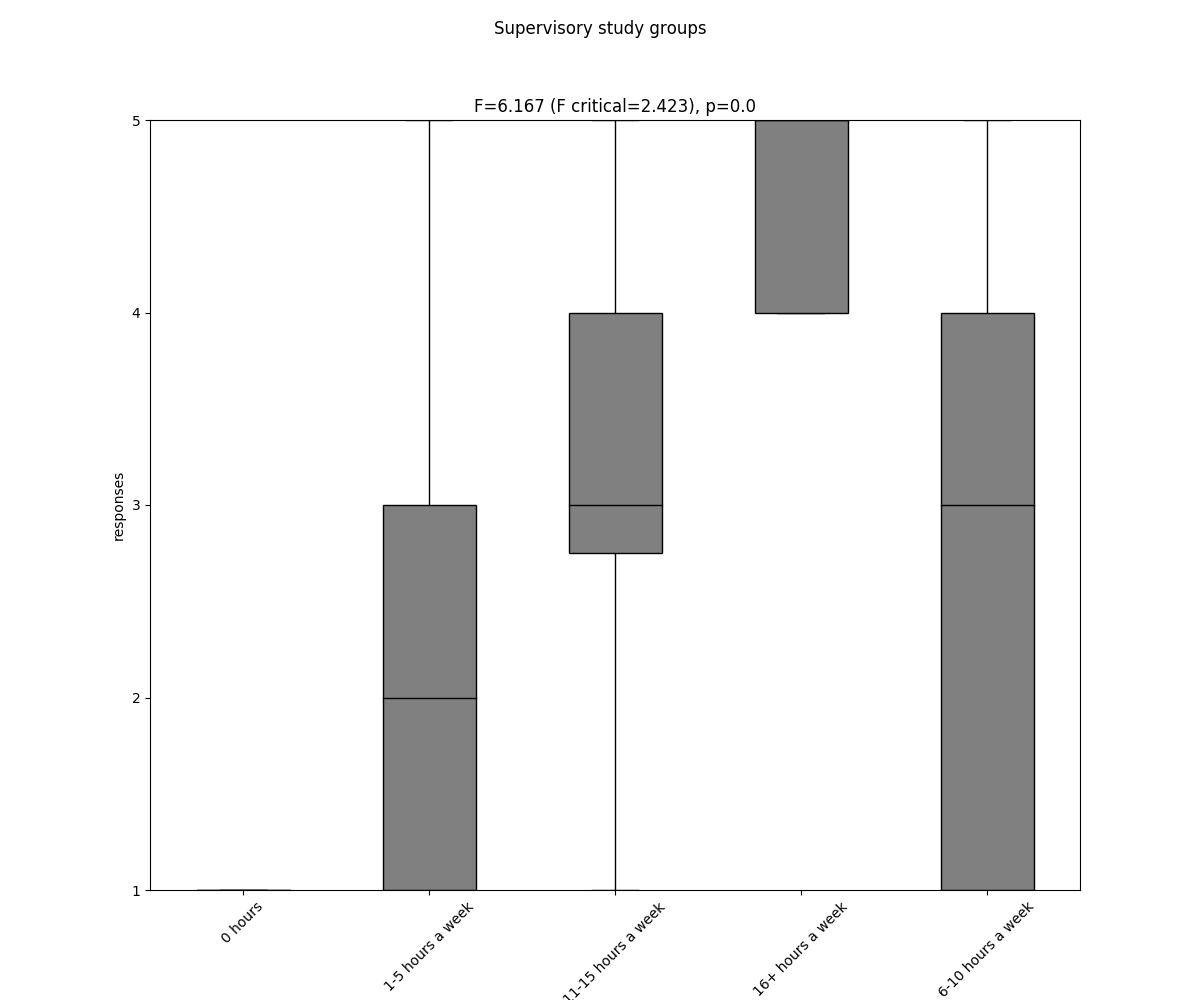 Supervisory study groups
F=6.167 (F critical=2.423), p=0.0
5
4
responses
3
2
1
0 hours
1-5 hours a week
11-15 hours a week
16+ hours a week
6-10 hours a week